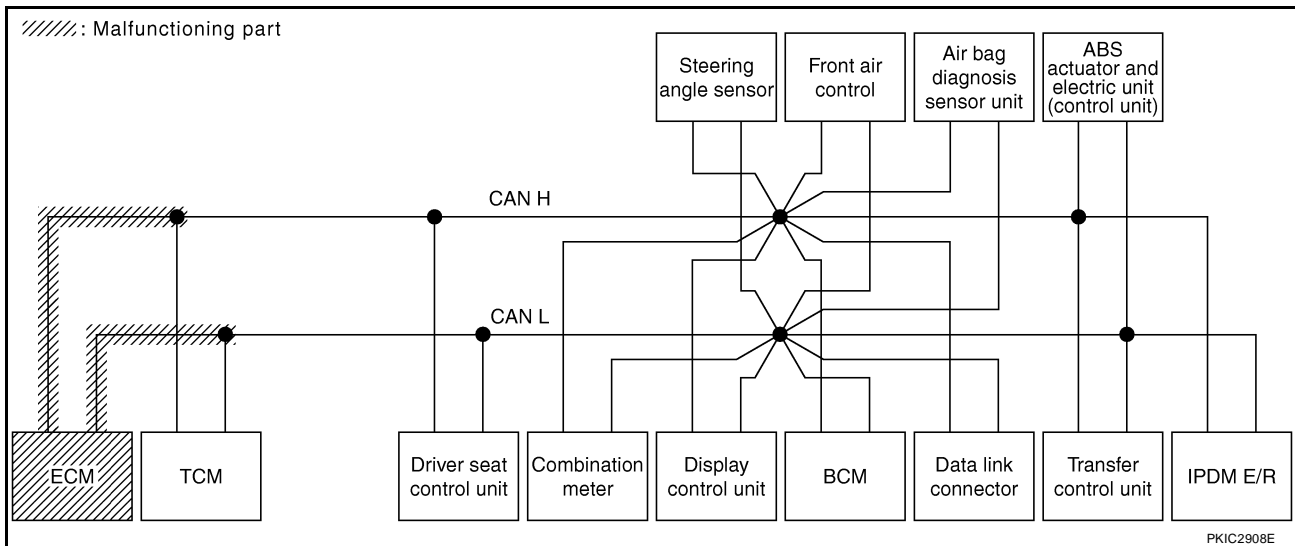 : Malfunctioning part
Steering
angle sensor
Front air
control
Air bag
diagnosis
sensor unit
ABS
actuator and
electric unit
(control unit)
CAN H
CAN L
ECM
TCM
Driver seat
control unit
Combination
meter
Display
control unit
BCM
Data link
connector
Transfer
control unit
IPDM E/R
PKIC2908E